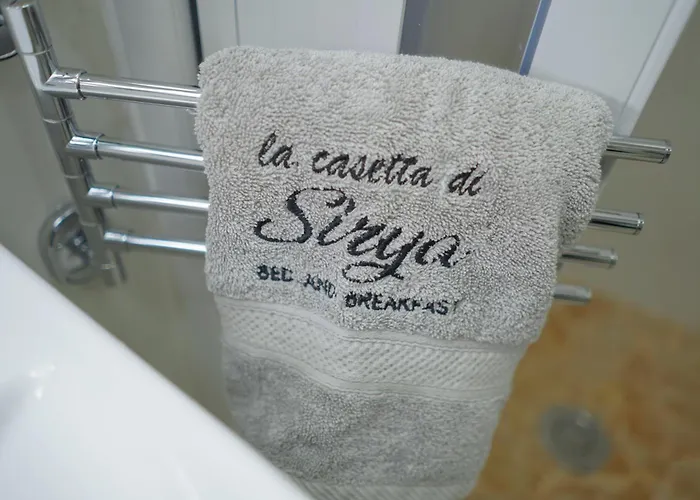 la casetta di
Sirya
BED AND BREAKFAST